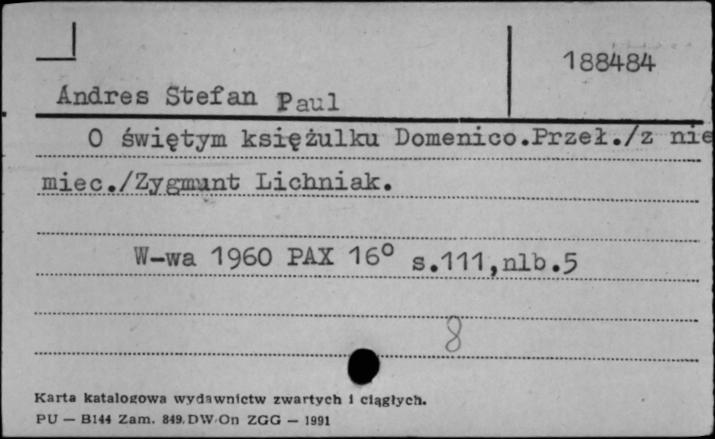 188484
Andres Stefan Paul
O świętym księżulku Domenico.Przeł./z nie
miec./Zygmunt Lichniak.
W-wa 1960 PAX 16° s.111,nlb.5
8
Karta katalogowa wydawnictw zwartych i ciągłych.
PU — B144 Zam. 849.DW/On ZGG — 1991